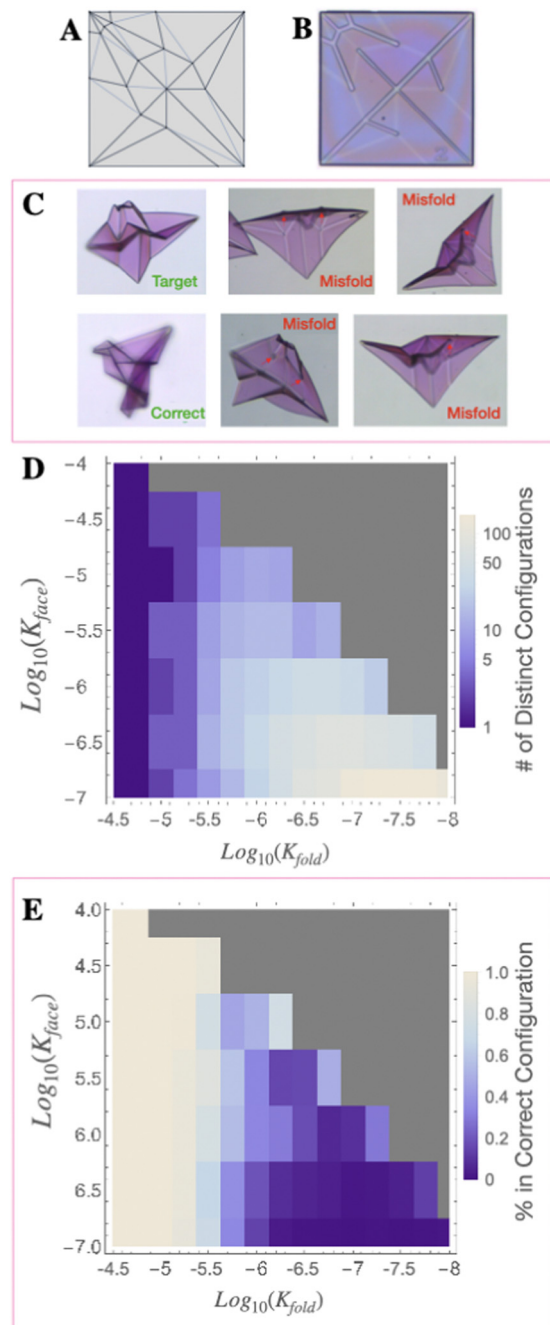 A
B
C
Target
Misfold
Misfold
Correct
Misfold
Misfold
D
Log10(Kface)
-4
-4.5
-5
-5.5
-6
-6.5
-7
-4.5 -5 -5.5 -6 -6.5 -7 -7.5 -8
Log10(Kfold)
100
50
10
5
1
# of Distinct Configurations
E
Log10(Kface)
4.0
4.5
5.0
5.5
6.0
6.5
-7.0
-4.5 -5 -5.5 -6 -6.5 -7 -7.5 -8
Log10(Kfold)
1.0
0.8
0.6
0.4
0.2
0
% in Correct Configuration